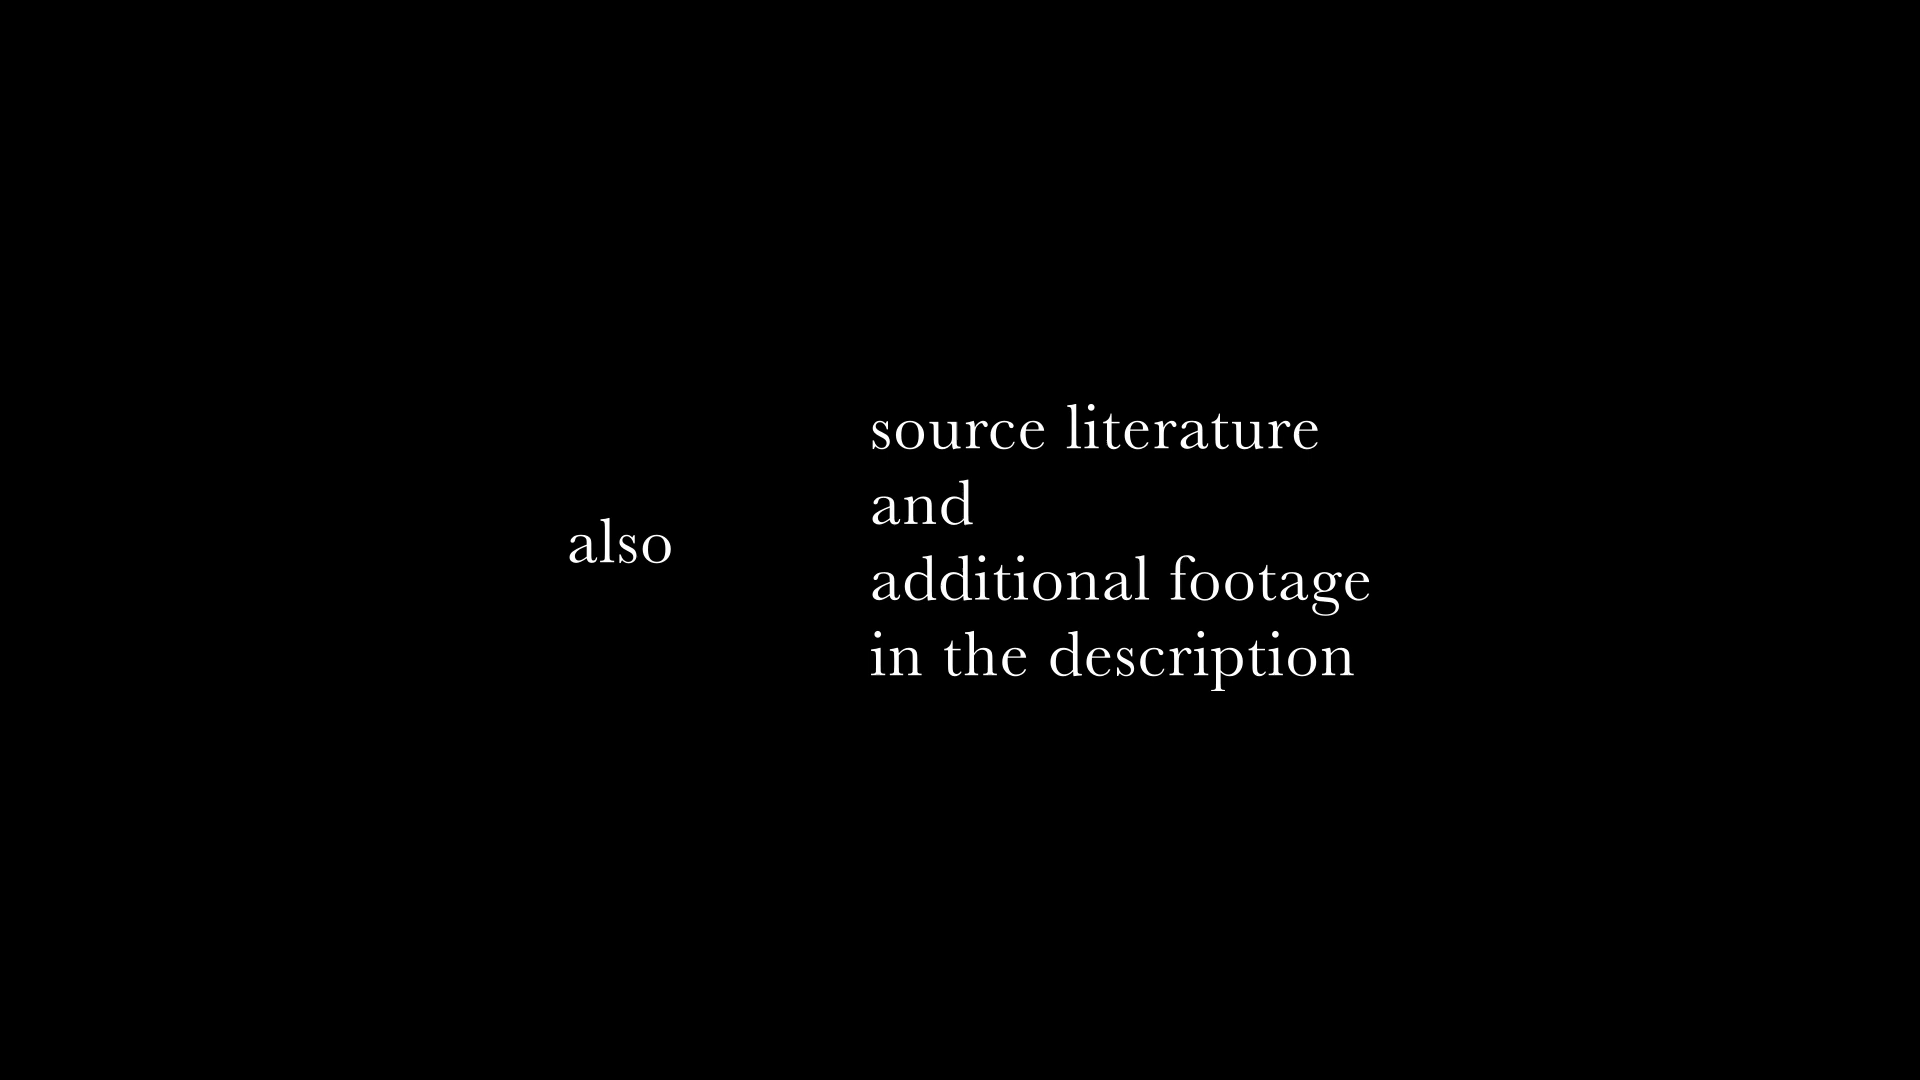 also
source literature
and
additional footage
in the description